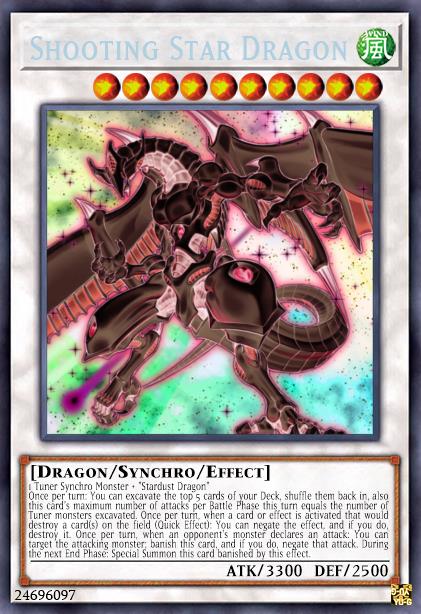 SHOOTING STAR DRAGON
WIND
風
[DRAGON/SYNCHRO/EFFECT]
1 Tuner Synchro Monster + "Stardust Dragon"
Once per turn: You can excavate the top 5 cards of your Deck, shuffle them back in, also
this card's maximum number of attacks per Battle Phase this turn equals the number of
Tuner monsters excavated. Once per turn, when a card or effect is activated that would
destroy a card(s) on the field (Quick Effect): You can negate the effect, and if you do,
destroy it. Once per turn, when an opponent's monster declares an attack: You can
target the attacking monster; banish this card, and if you do, negate that attack. During
the next End Phase: Special Summon this card banished by this effect.
ATK/3300 DEF/2500
24696097